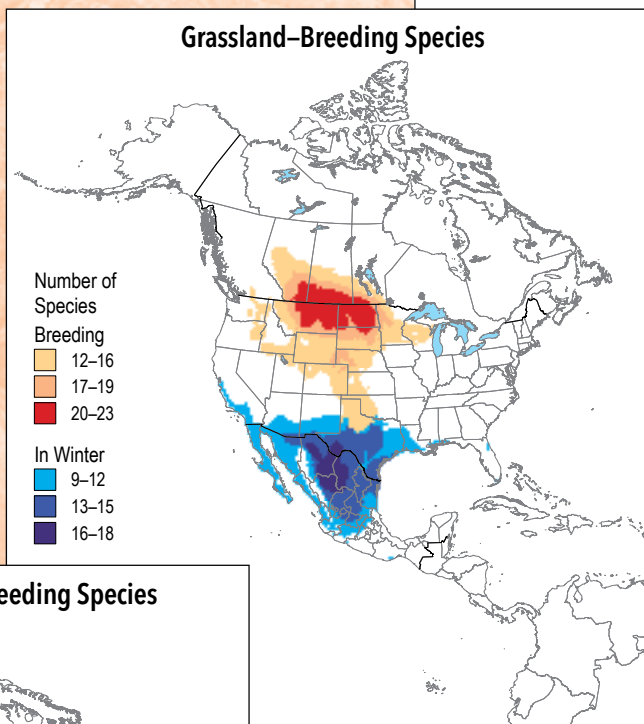 Grassland–Breeding Species
Number of
Species
Breeding
12–16
17–19
20–23
In Winter
9–12
13–15
16–18
eeding Species